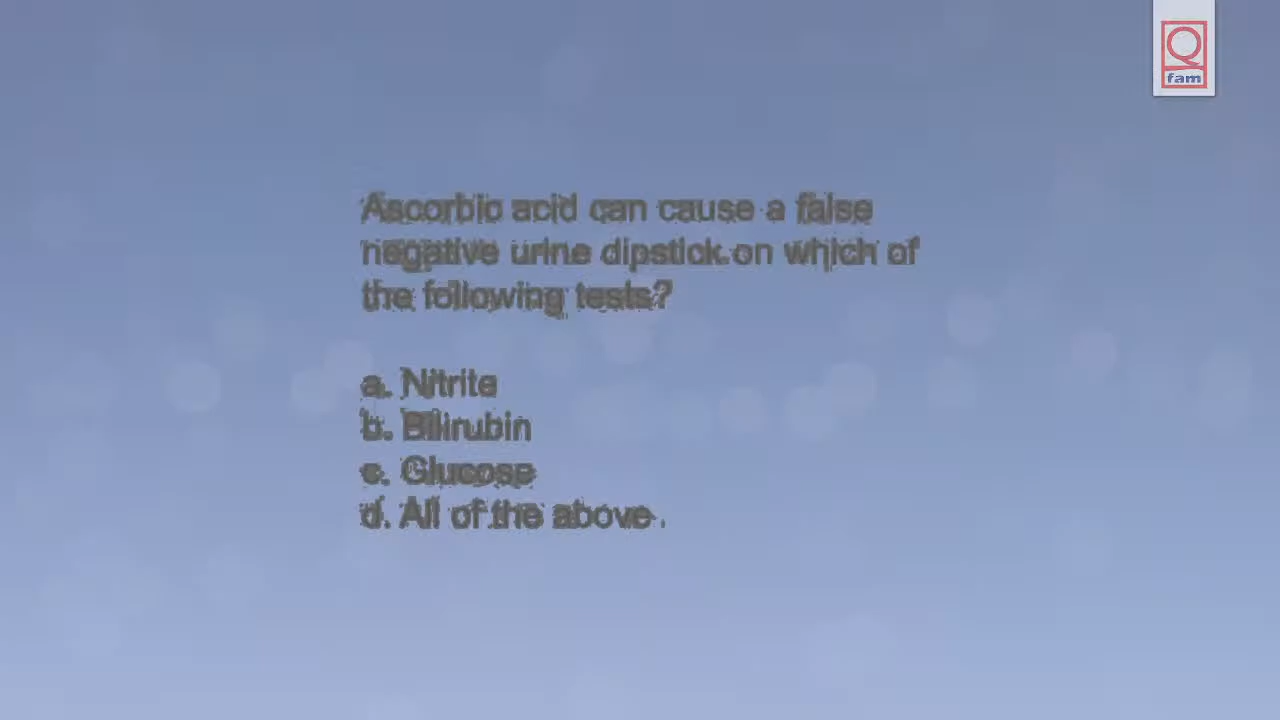 Q
fam
Ascorbic acid can cause a false
negative urine dipstick on which of
the following tests?
a. Nitrite
b. Bilirubin
c. Glucose
d. All of the above